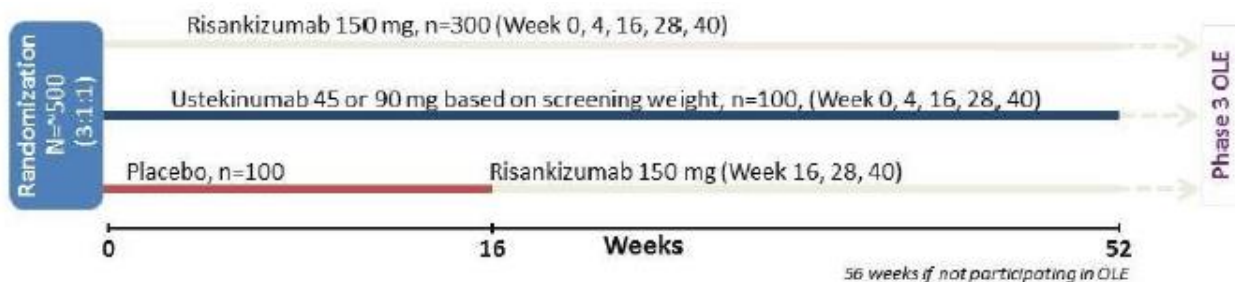 Randomization
N=~500
(3:1:1)
Risankizumab 150 mg, n=300 (Week 0, 4, 16, 28, 40)
Ustekinumab 45 or 90 mg based on screening weight, n=100, (Week 0, 4, 16, 28, 40)
Placebo, n=100
Risankizumab 150 mg (Week 16, 28, 40)
Phase 3 OLE
0
16
Weeks
52
56 weeks if not participating in OLE